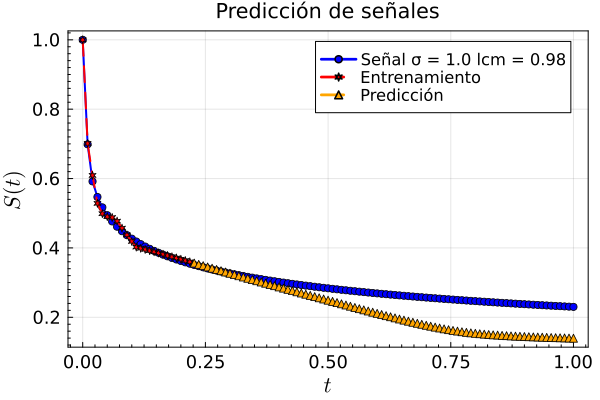 Predicción de señales
Señal σ = 1.0 lcm = 0.98
Entrenamiento
Predicción
S(t)
1.0
0.8
0.6
0.4
0.2
0.00
0.25
0.50
0.75
1.00
t